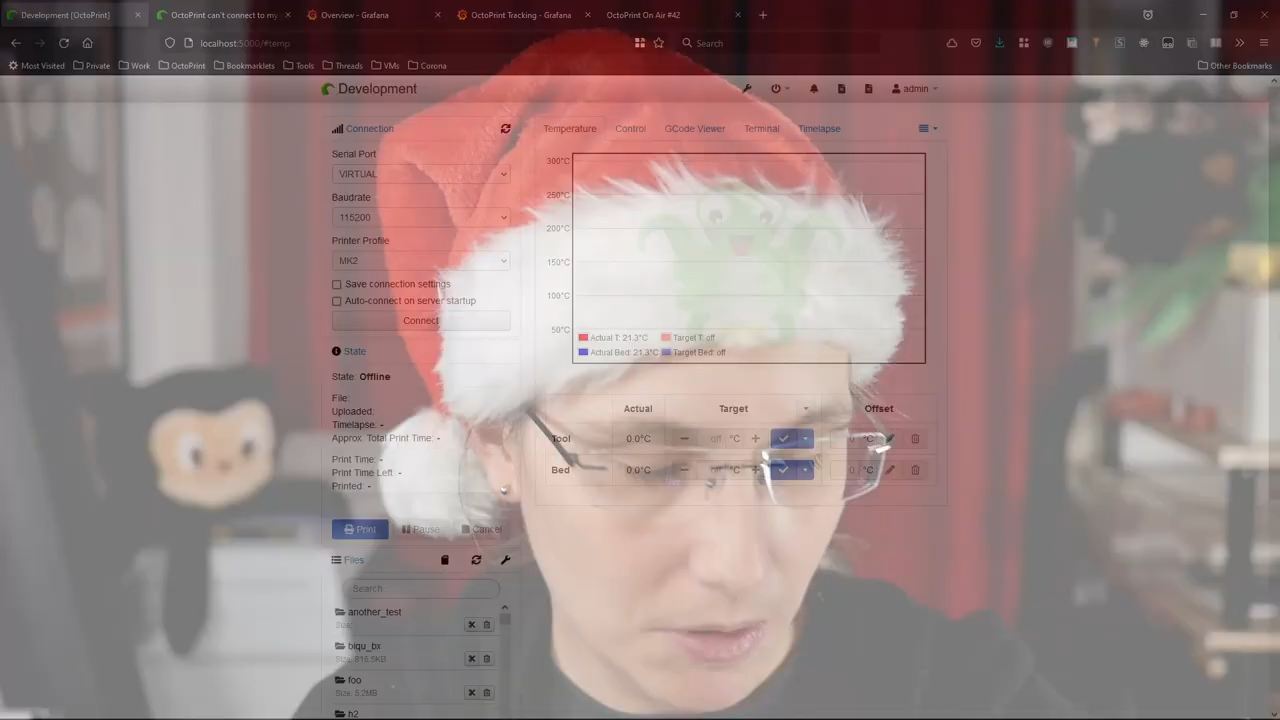 Development [OctoPrint] OctoPrint can't connect to my Overview - Grafana OctoPrint Tracking - Grafana OctoPrint On Air #42
localhost:5000/#temp Search
Most Visited Private Work OctoPrint Bookmarklets Tools Threads VMs Corona Other Bookmarks
Development admin
Connection
Serial Port
VIRTUAL
Baudrate
115200
Printer Profile
MK2
Save connection settings
Auto-connect on server startup
Connect
State
State: Offline
File:
Uploaded:
Timelapse: -
Approx. Total Print Time: -
Print Time: -
Print Time Left: -
Printed: -
Print Pause Cancel
Files
Search
another_test
Size:
biqu_bx
Size: 816.5KB
foo
Size: 5.2MB
h2
Temperature Control GCode Viewer Terminal Timelapse
300°C
250°C
200°C
150°C
100°C
50°C
Actual T: 21.3°C Target T: off
Actual Bed: 21.3°C Target Bed: off
Actual Target Offset
Tool 0.0°C off °C 0 °C
Bed 0.0°C off °C 0 °C